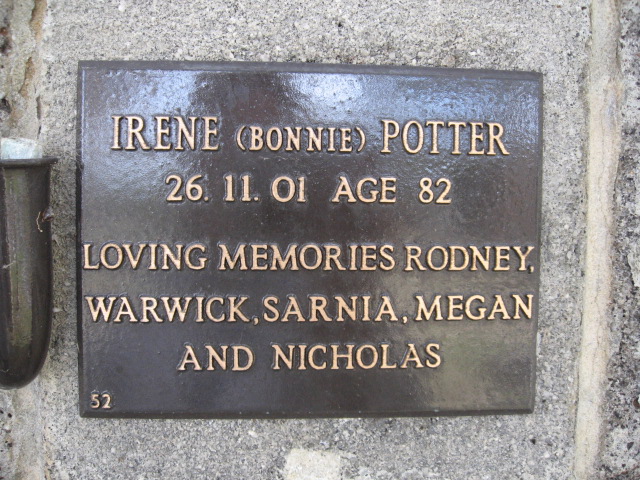 IRENE (BONNIE) POTTER
26. 11. 01 AGE 82
LOVING MEMORIES RODNEY,
WARWICK, SARNIA, MEGAN
AND NICHOLAS
52